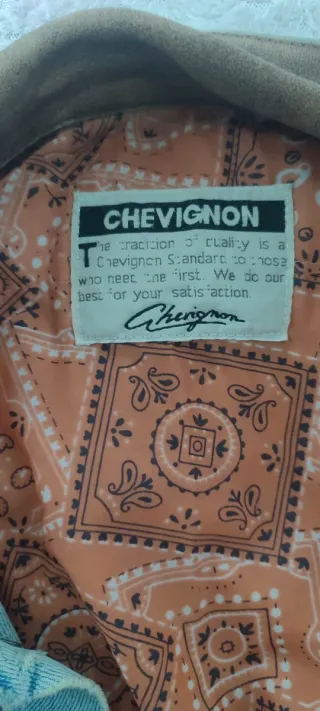 CHEVIGNON
The tradition of quality is a
Chevignon Standard to those
who need the first. We do our
best for your satisfaction.
Chevignon